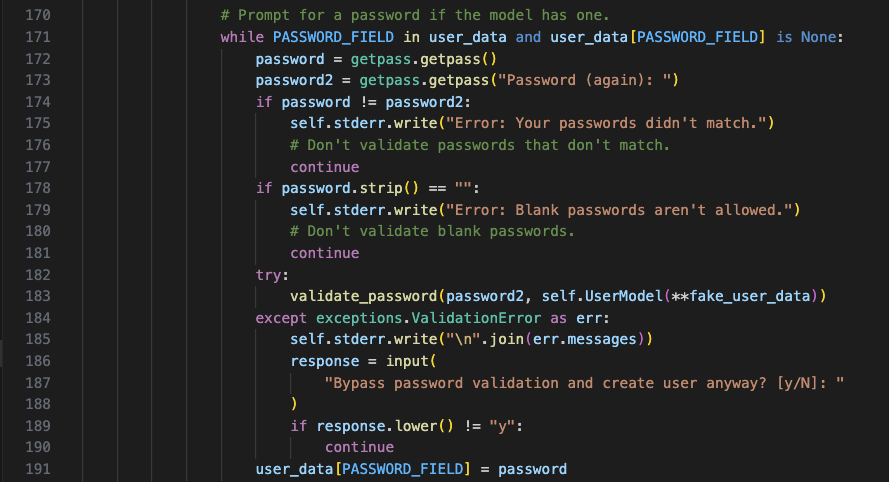 170 # Prompt for a password if the model has one.
171 while PASSWORD_FIELD in user_data and user_data[PASSWORD_FIELD] is None:
172 password = getpass.getpass()
173 password2 = getpass.getpass("Password (again): ")
174 if password != password2:
175 self.stderr.write("Error: Your passwords didn't match.")
176 # Don't validate passwords that don't match.
177 continue
178 if password.strip() == "":
179 self.stderr.write("Error: Blank passwords aren't allowed.")
180 # Don't validate blank passwords.
181 continue
182 try:
183 validate_password(password2, self.UserModel(**fake_user_data))
184 except exceptions.ValidationError as err:
185 self.stderr.write("\n".join(err.messages))
186 response = input(
187 "Bypass password validation and create user anyway? [y/N]: "
188 )
189 if response.lower() != "y":
190 continue
191 user_data[PASSWORD_FIELD] = password